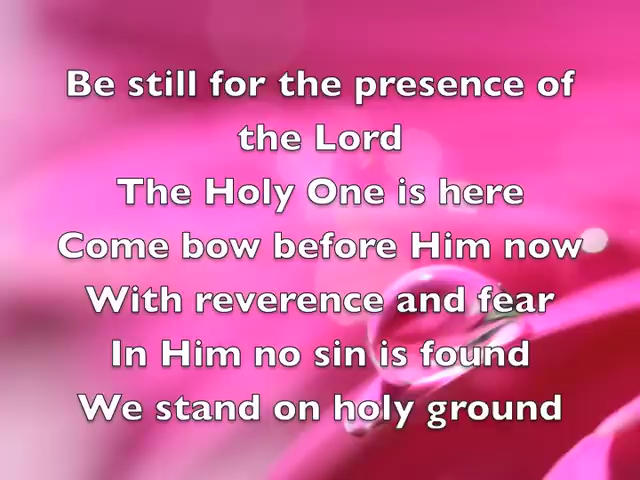 Be still for the presence of
the Lord
The Holy One is here
Come bow before Him now
With reverence and fear
In Him no sin is found
We stand on holy ground